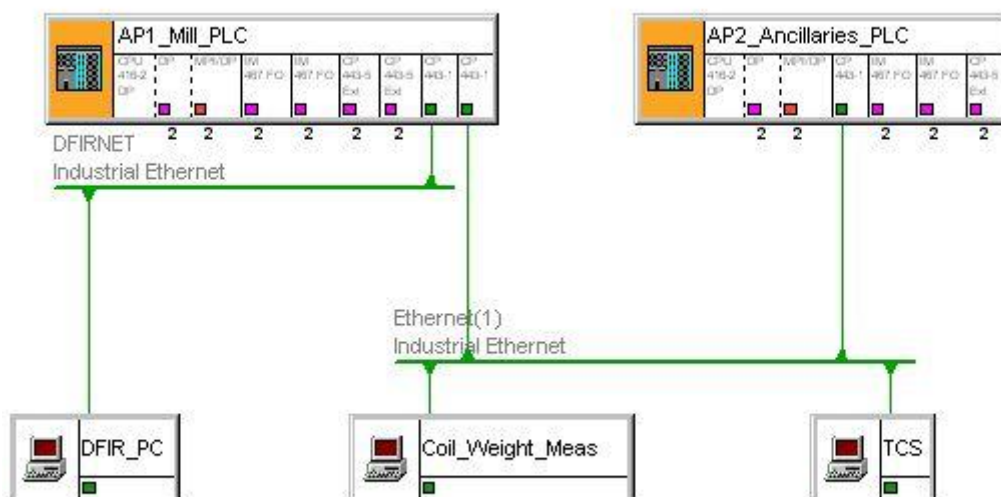 AP1_Mill_PLC
CPU 416-2 DP
DP
MPI/DP
IM 467 FO
IM 467 FO
CP 443-5 Ext
CP 443-5 Ext
CP 443-1
CP 443-1
2 2 2 2 2 2
AP2_Ancillaries_PLC
CPU 416-2 DP
DP
MPI/DP
CP 443-1
IM 467 FO
IM 467 FO
CP 443-5 Ext
2 2 2 2 2
DFIRNET
Industrial Ethernet
Ethernet(1)
Industrial Ethernet
DFIR_PC
Coil_Weight_Meas
TCS